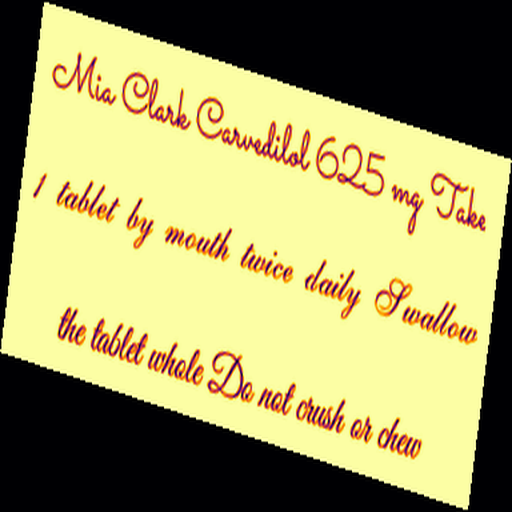 Mia Clark Carvedilol 625 mg Take
1 tablet by mouth twice daily Swallow
the tablet whole Do not crush or chew